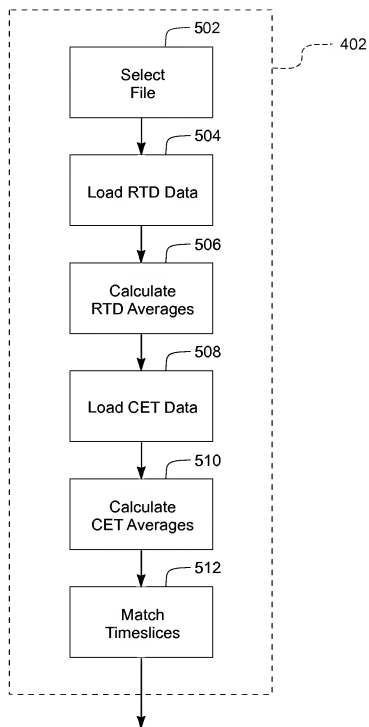 502
402
Select
File
504
Load RTD Data
506
Calculate
RTD Averages
508
Load CET Data
510
Calculate
CET Averages
512
Match
Timeslices